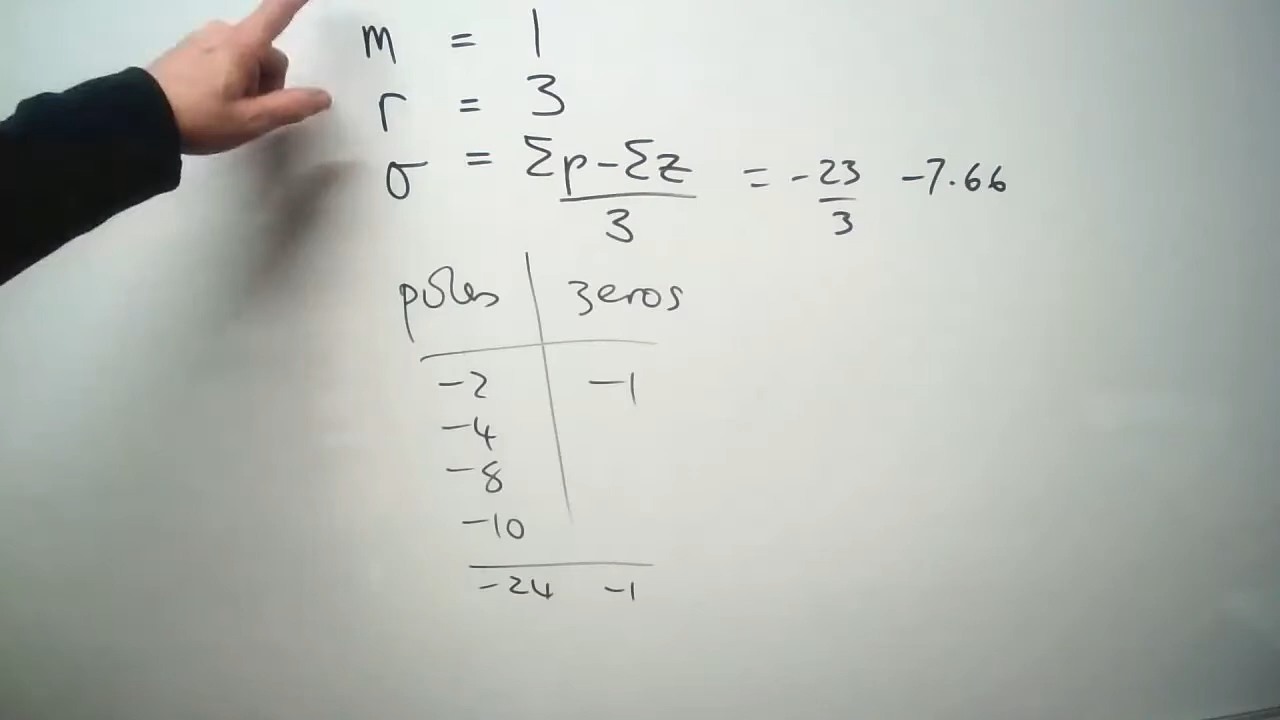 m = 1
r = 3
σ = Σp-Σz / 3 = -23 / 3 -7.66
poles zeros
-2 -1
-4
-8
-10
-24 -1